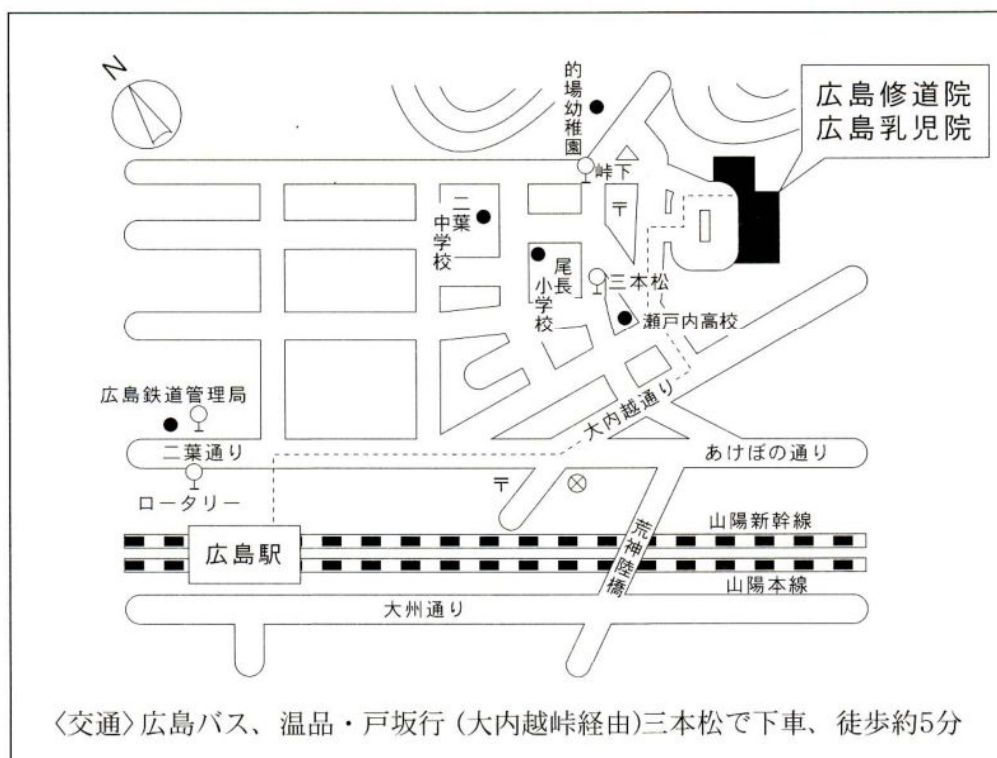 N
的場幼稚園
広島修道院
広島乳児院
峠下
〒
二葉
中学校
尾長
小学校
三本松
瀬戸内高校
広島鉄道管理局
大内越通り
二葉通り
あけぼの通り
〒
ロータリー
荒神陸橋
山陽新幹線
広島駅
山陽本線
大州通り
〈交通〉広島バス、温品・戸坂行(大内越峠経由)三本松で下車、徒歩約5分